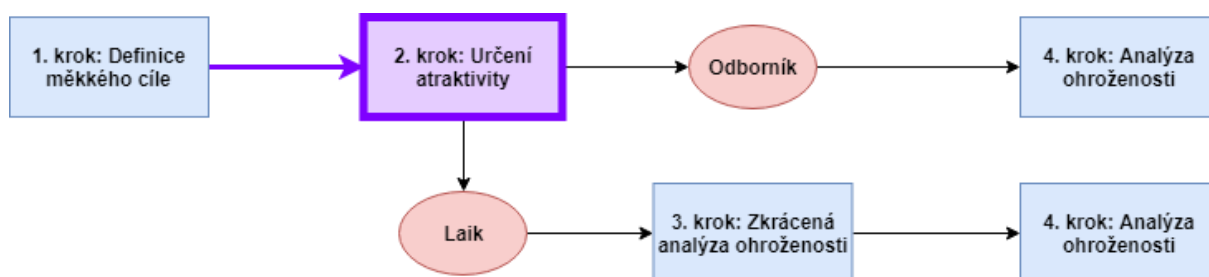 1. krok: Definice
měkkého cíle
2. krok: Určení
atraktivity
Odborník
4. krok: Analýza
ohroženosti
Laik
3. krok: Zkrácená
analýza ohroženosti
4. krok: Analýza
ohroženosti